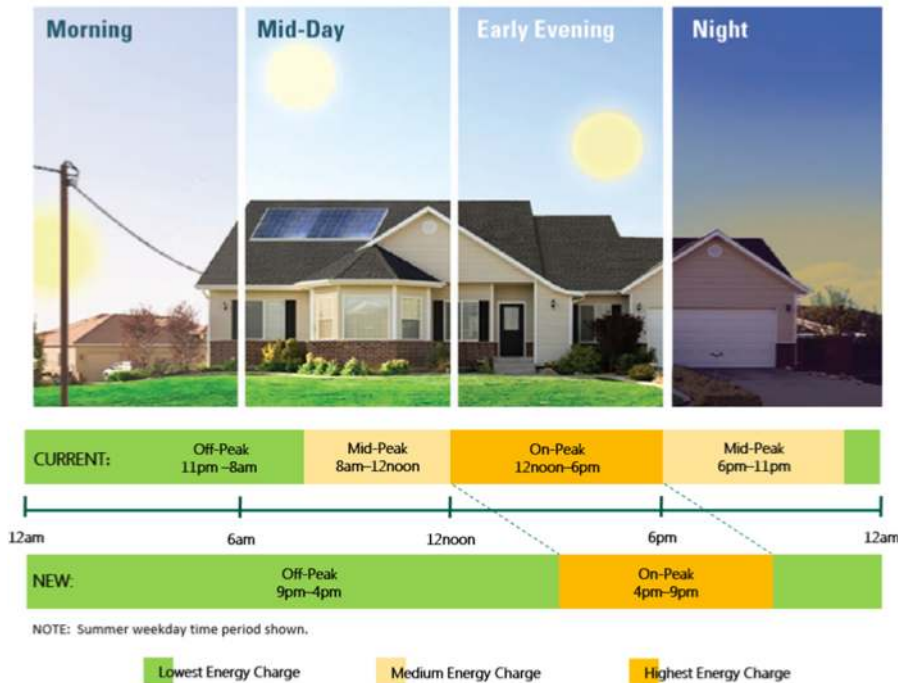 Morning
Mid-Day
Early Evening
Night
CURRENT:
Off-Peak
11pm –8am
Mid-Peak
8am–12noon
On-Peak
12noon–6pm
Mid-Peak
6pm–11pm
12am
6am
12noon
6pm
12am
NEW:
Off-Peak
9pm–4pm
On-Peak
4pm–9pm
NOTE: Summer weekday time period shown.
Lowest Energy Charge
Medium Energy Charge
Highest Energy Charge